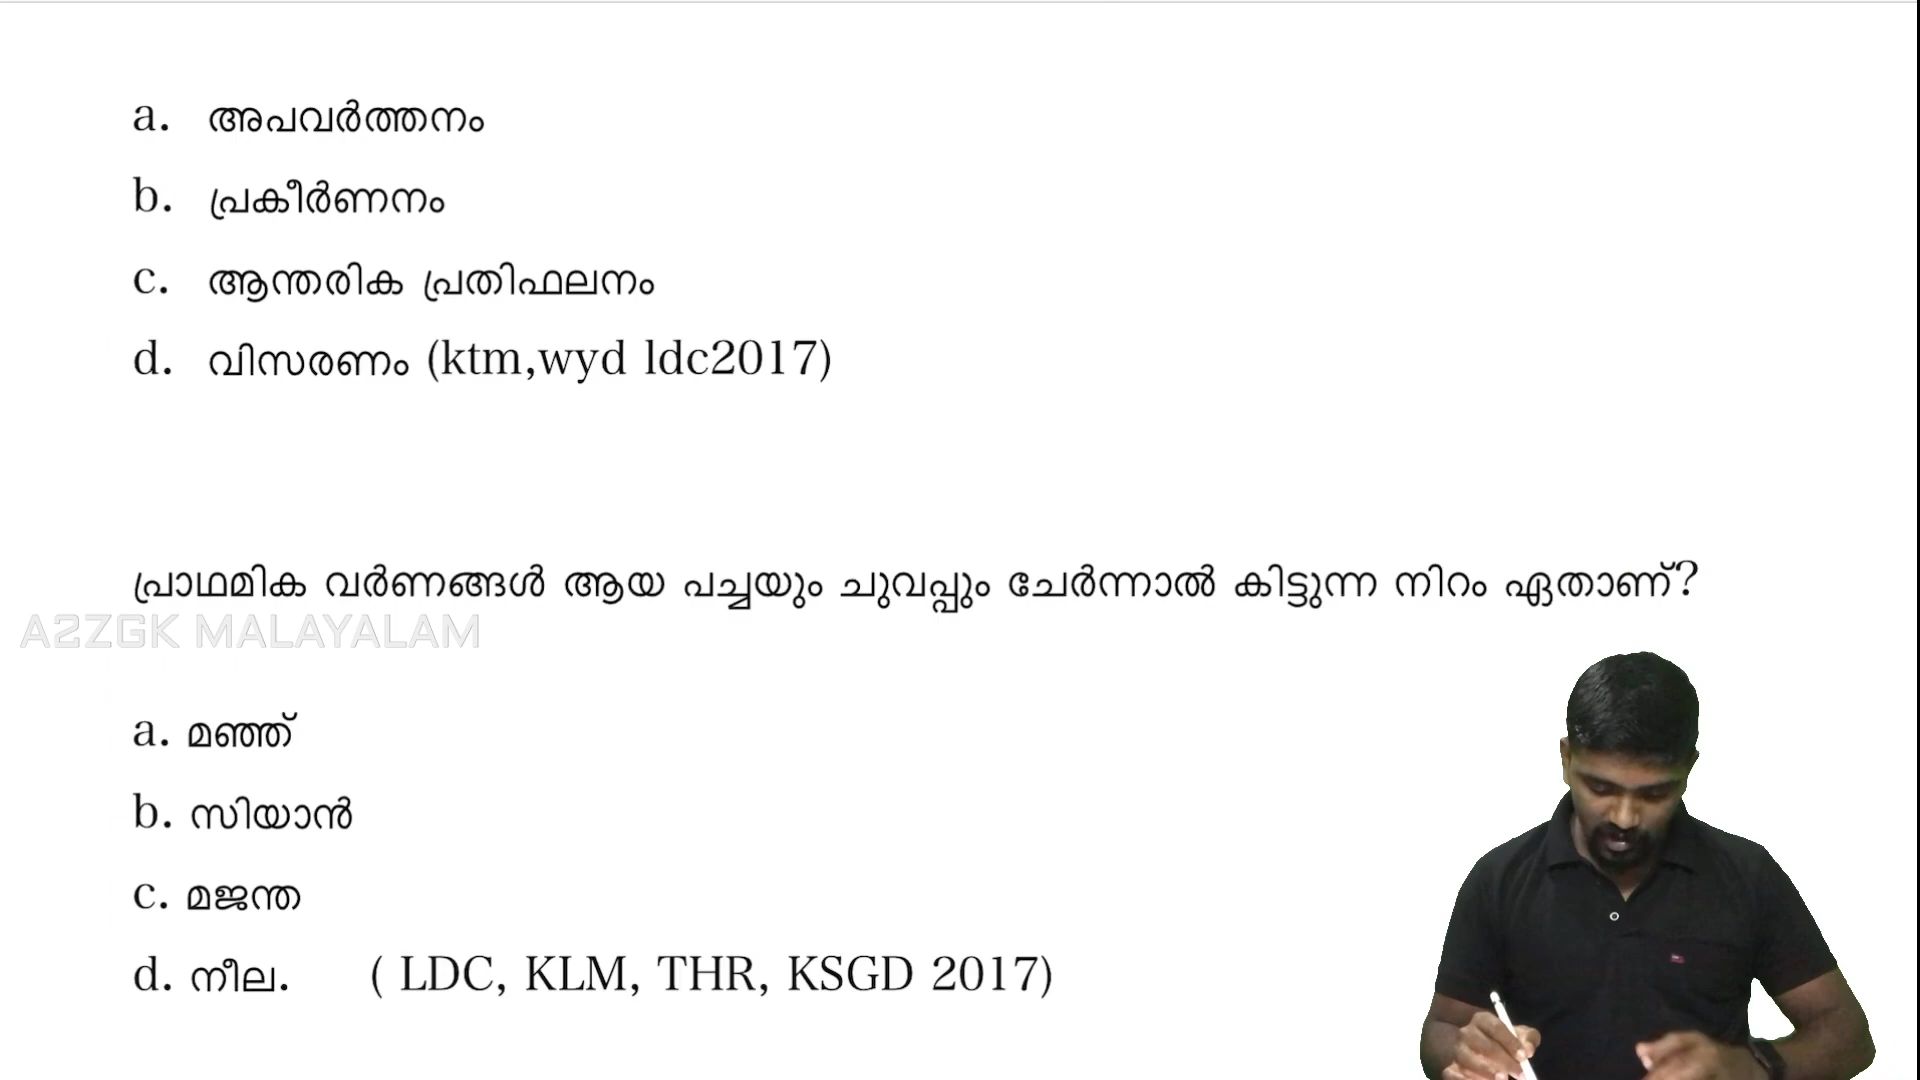 a. അപവർത്തനം
b. പ്രകീർണനം
c. ആന്തരിക പ്രതിഫലനം
d. വിസരണം (ktm,wyd ldc2017)
പ്രാഥമിക വർണങ്ങൾ ആയ പച്ചയും ചുവപ്പും ചേർന്നാൽ കിട്ടുന്ന നിറം ഏതാണ്?
A2ZGK MALAYALAM
a. മഞ്ഞ്
b. സിയാൻ
c. മജന്ത
d. നീല. ( LDC, KLM, THR, KSGD 2017)